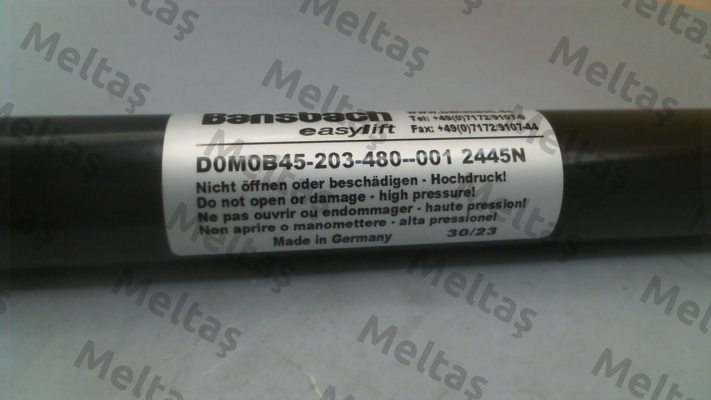 Bansbach
easylift
Tel: +49(0)7172/9107-0
Fax: +49(0)7172/9107-44
D0M0B45-203-480--001 2445N
Nicht öffnen oder beschädigen - Hochdruck!
Do not open or damage - high pressure!
Ne pas ouvrir ou endommager - haute pression!
Non aprire o manomettere - alta pressione!
Made in Germany 30/23
Meltaş
Meltaş
Meltaş
Meltaş
Meltaş
Meltaş
Meltaş
Meltaş
Meltaş
Meltaş
Meltaş
Meltaş